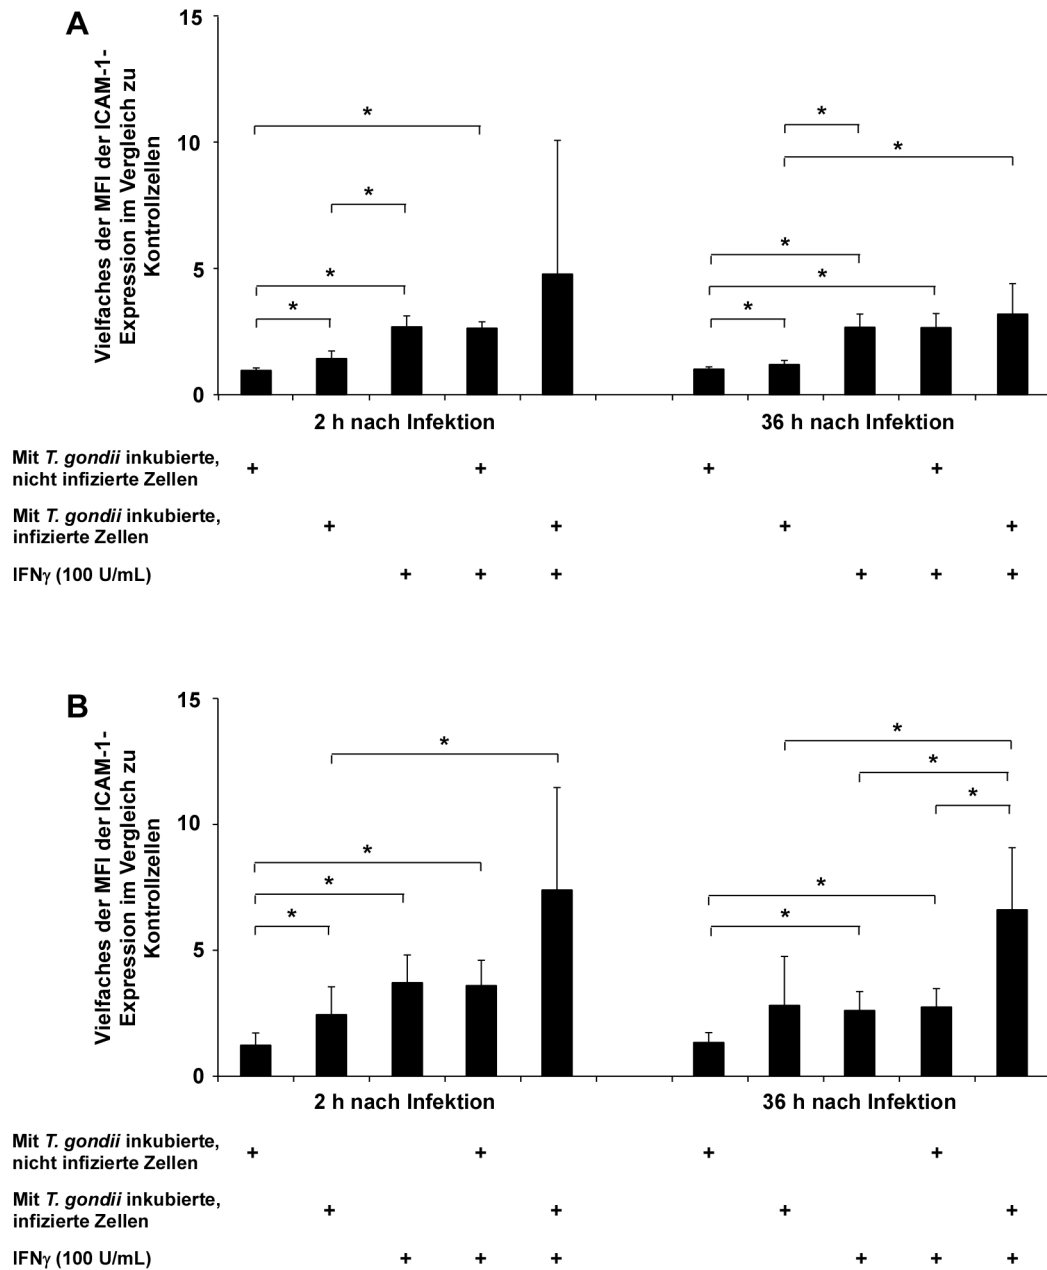 A
Vielfaches der MFI der ICAM-1-
Expression im Vergleich zu
Kontrollzellen
15
10
5
0
*
*
*
*
*
*
*
*
*
*
2 h nach Infektion
36 h nach Infektion
Mit T. gondii inkubierte,
nicht infizierte Zellen
+ + + +
Mit T. gondii inkubierte,
infizierte Zellen
+ + + +
IFNγ (100 U/mL)
+ + + + + +
B
Vielfaches der MFI der ICAM-1-
Expression im Vergleich zu
Kontrollzellen
15
10
5
0
*
*
*
*
*
*
*
*
*
2 h nach Infektion
36 h nach Infektion
Mit T. gondii inkubierte,
nicht infizierte Zellen
+ + + +
Mit T. gondii inkubierte,
infizierte Zellen
+ + + +
IFNγ (100 U/mL)
+ + + + + +